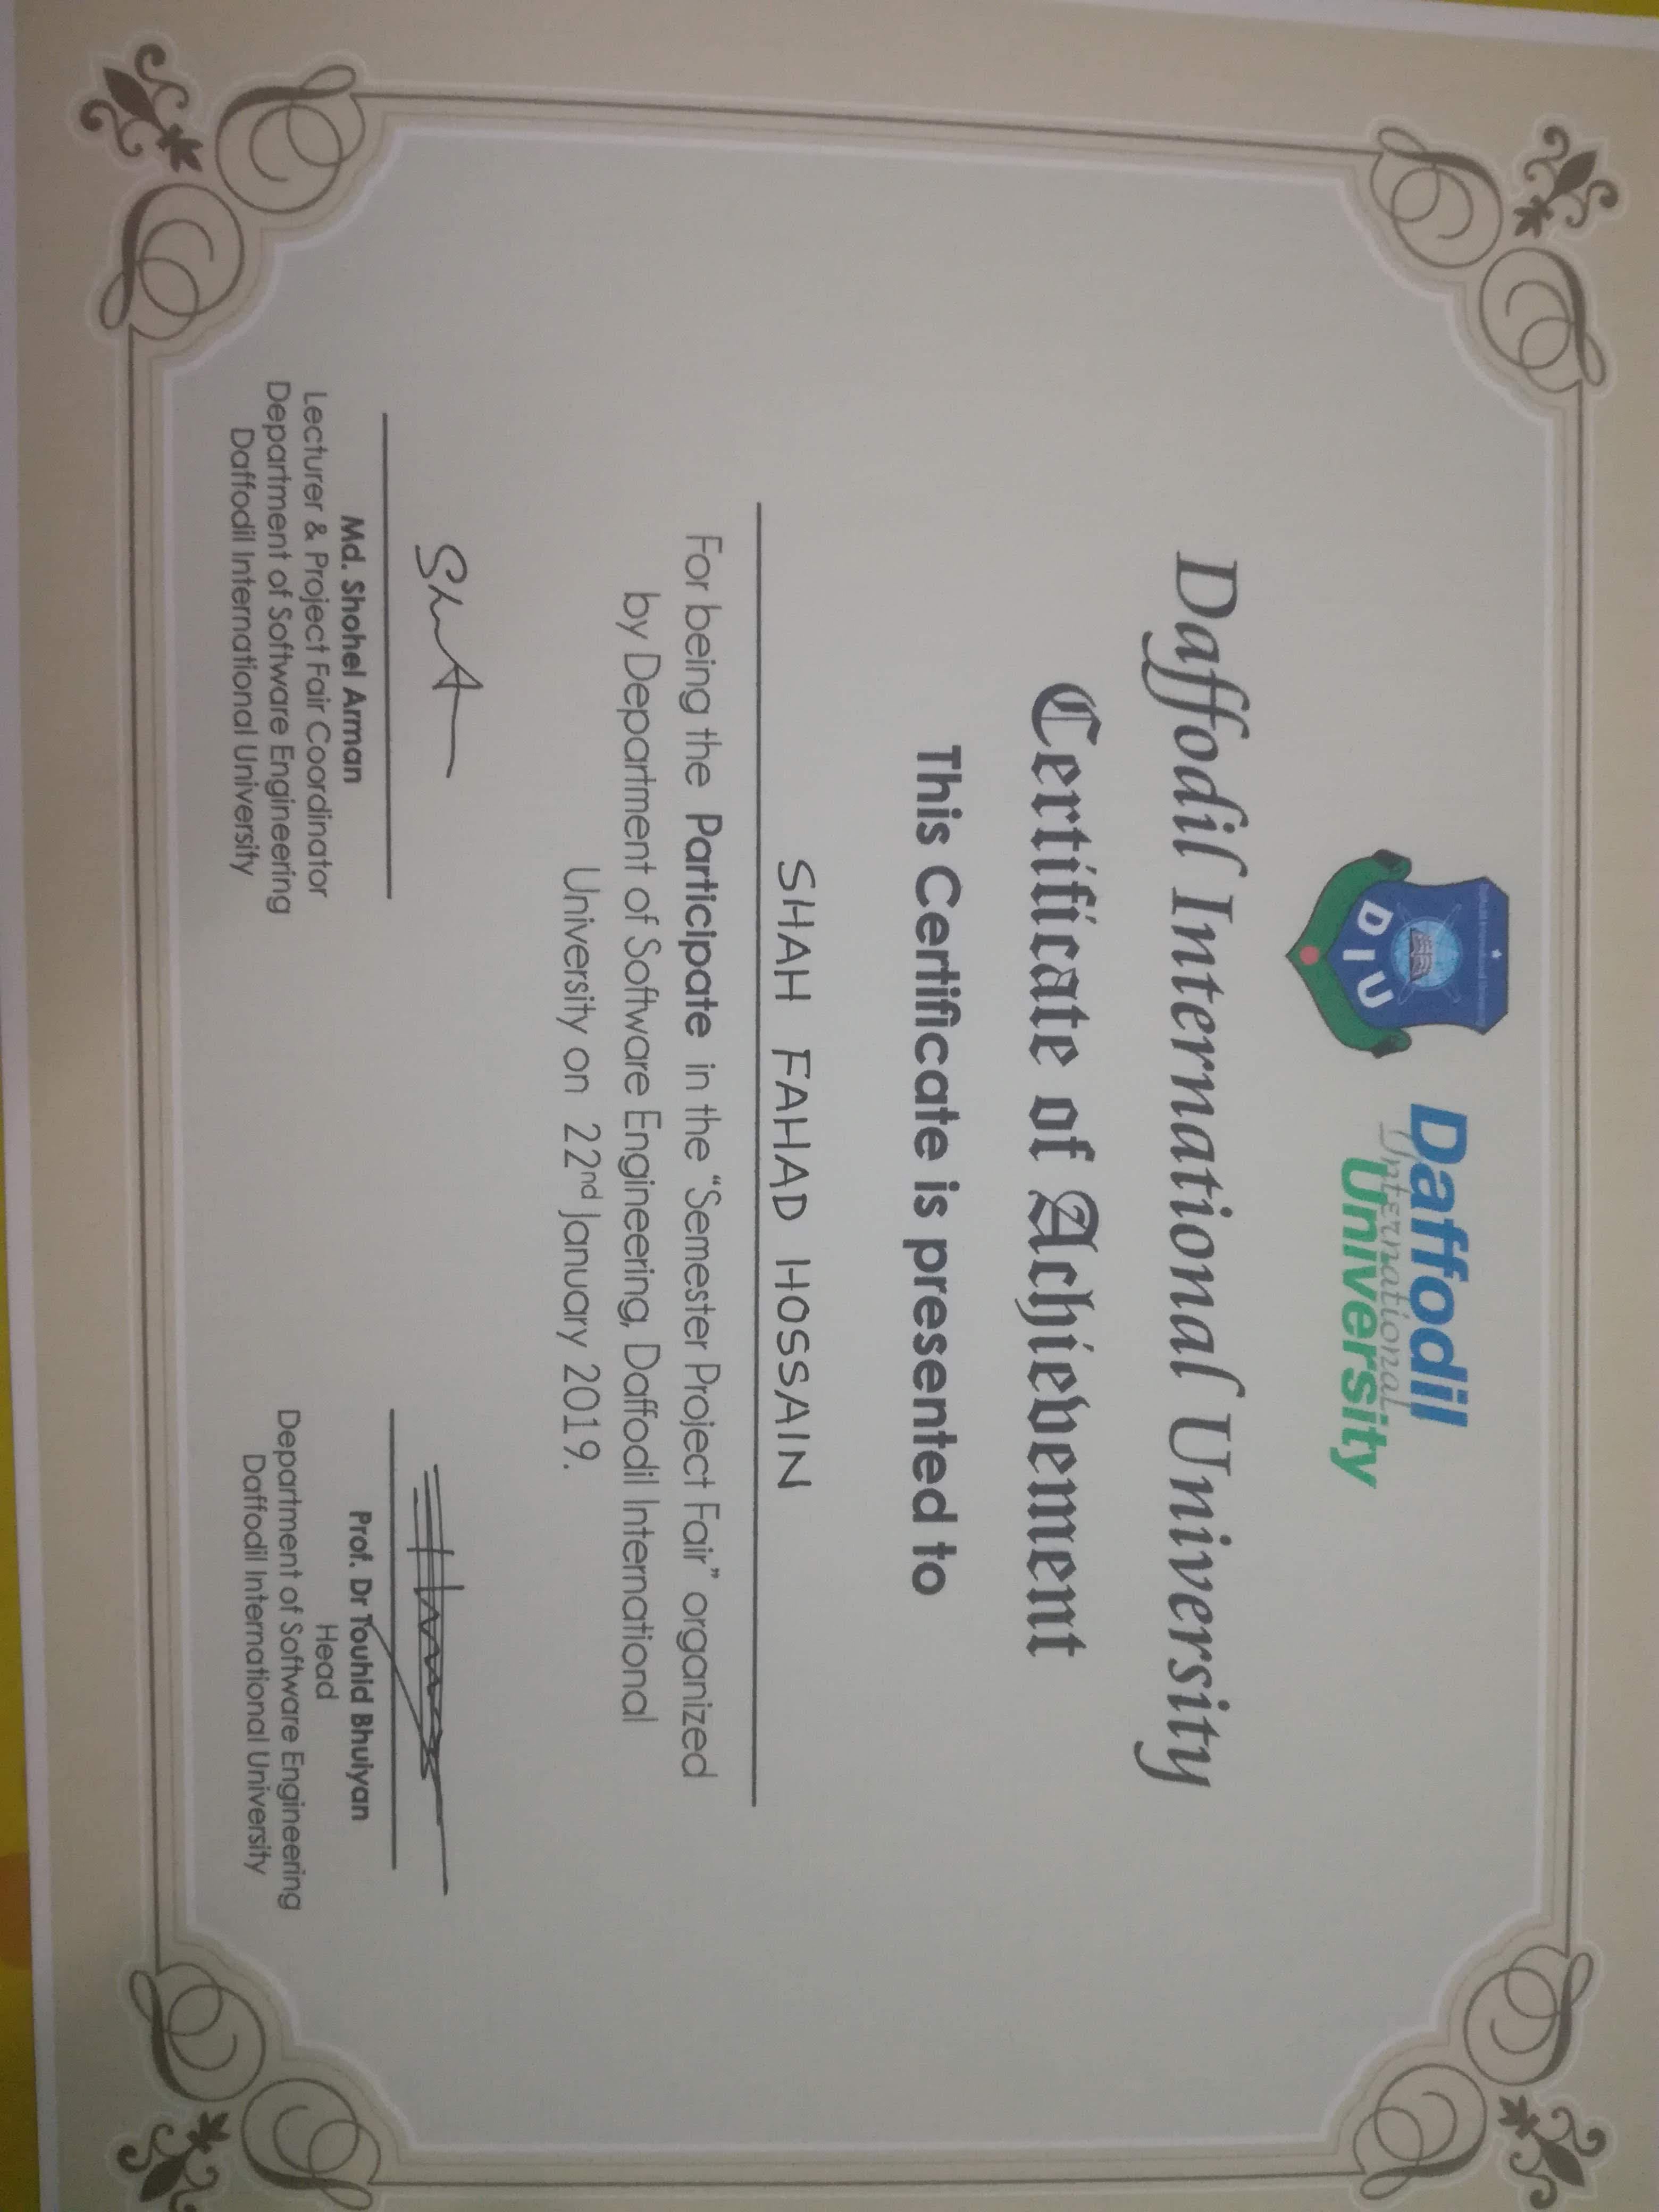 Daffodil International University
DIU
Daffodil
International
University
Daffodil International University
Certificate of Achievement
This Certificate is presented to
SHAH FAHAD HOSSAIN
For being the Participate in the “Semester Project Fair” organized
by Department of Software Engineering, Daffodil International
University on 22nd January 2019.
Md. Shohel Arman
Lecturer & Project Fair Coordinator
Department of Software Engineering
Daffodil International University
Prof. Dr Touhid Bhuiyan
Head
Department of Software Engineering
Daffodil International University